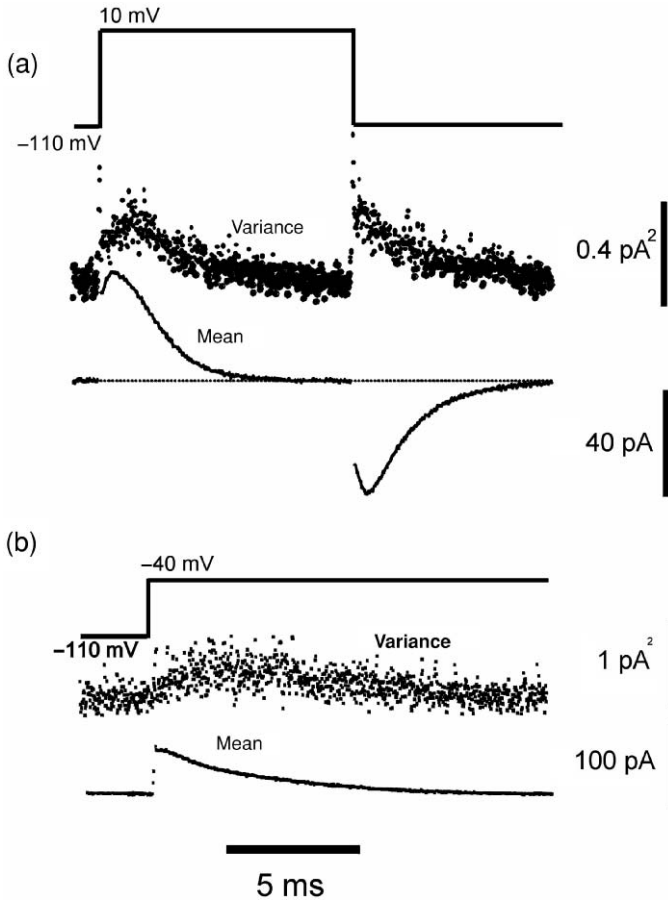 10 mV
(a)
−110 mV
Variance
0.4 pA²
Mean
40 pA
(b)
−40 mV
−110 mV
Variance
1 pA²
Mean
100 pA
5 ms